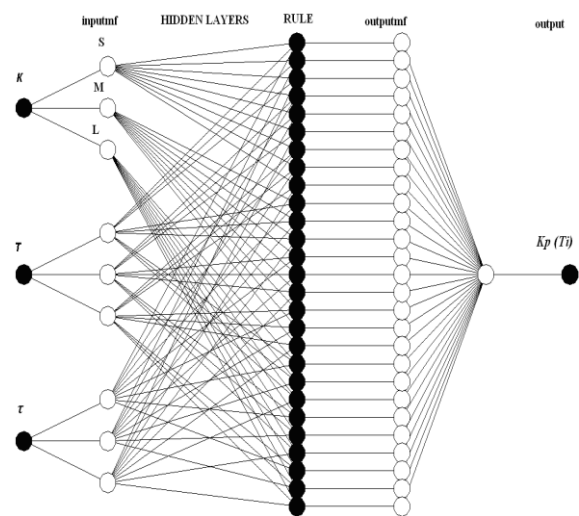 inputmf HIDDEN LAYERS RULE outputmf output
S
K
M
L
T
Kp (Ti)
τ